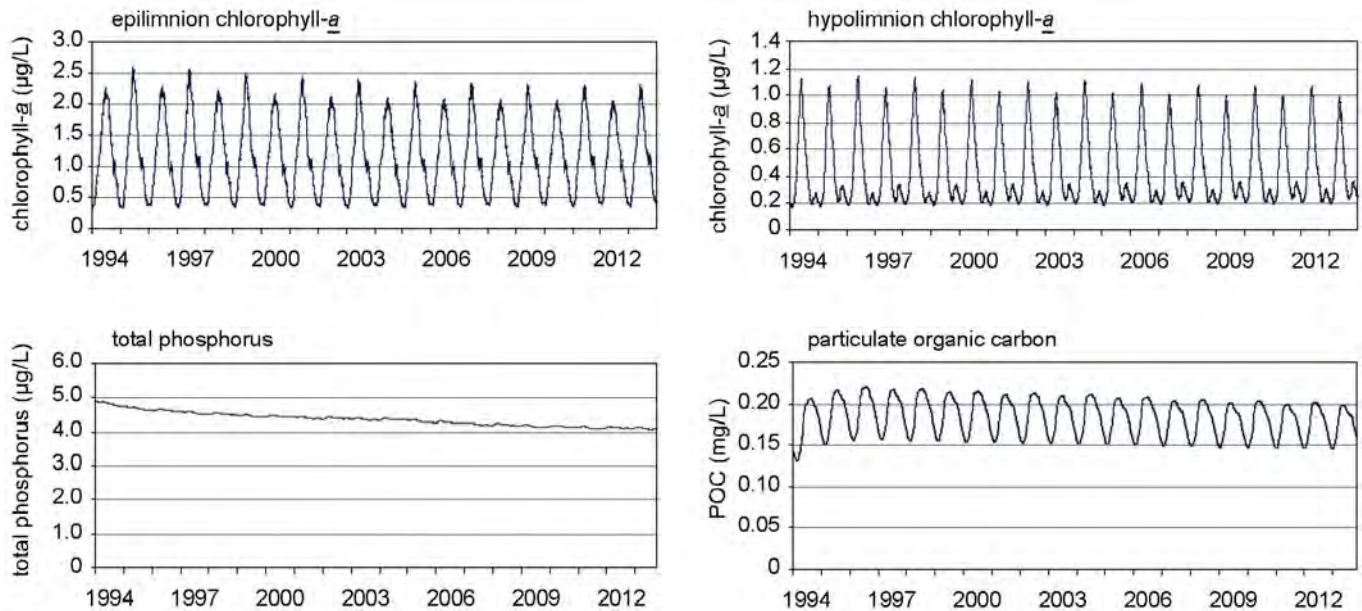 epilimnion chlorophyll-a
chlorophyll-a (µg/L)
3.0
2.5
2.0
1.5
1.0
0.5
0
1994 1997 2000 2003 2006 2009 2012
hypolimnion chlorophyll-a
chlorophyll-a (µg/L)
1.4
1.2
1.0
0.8
0.6
0.4
0.2
0
1994 1997 2000 2003 2006 2009 2012
total phosphorus
total phosphorus (µg/L)
6.0
5.0
4.0
3.0
2.0
1.0
0
1994 1997 2000 2003 2006 2009 2012
particulate organic carbon
POC (mg/L)
0.25
0.20
0.15
0.10
0.05
0
1994 1997 2000 2003 2006 2009 2012